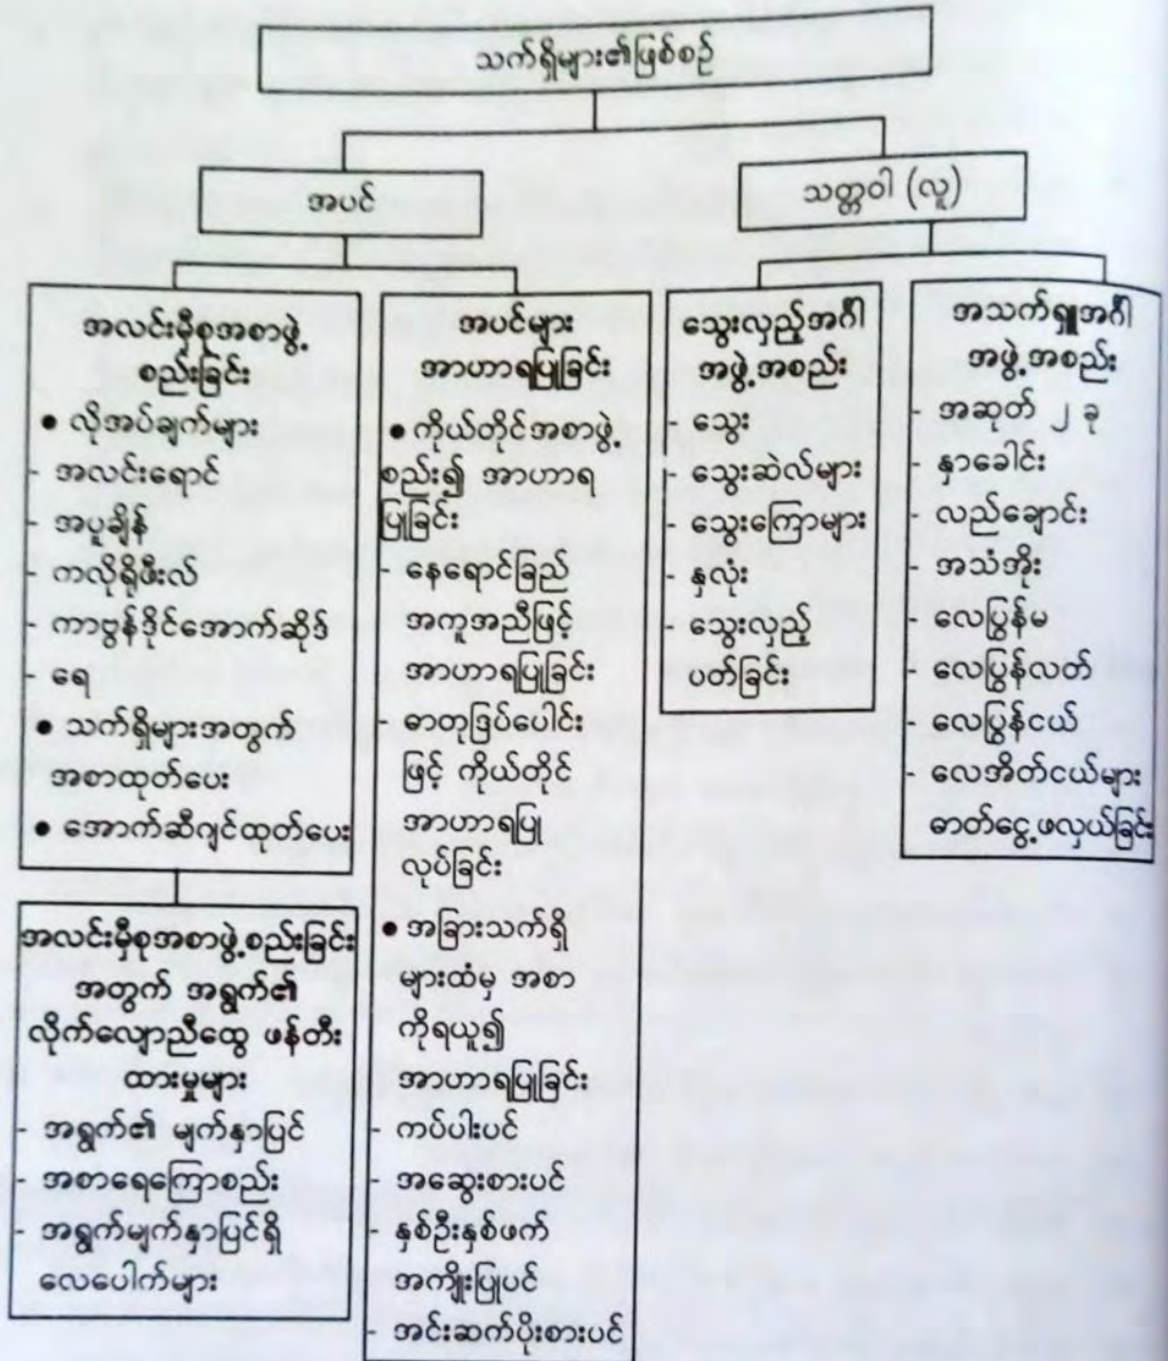 သက်ရှိများ၏ဖြစ်စဉ်
အပင်
သတ္တဝါ (လူ)
အလင်းမှီစုအစာဖွဲ့
စည်းခြင်း
• လိုအပ်ချက်များ
- အလင်းရောင်
- အပူချိန်
- ကလိုရိုဖီးလ်
- ကာဗွန်ဒိုင်အောက်ဆိုဒ်
- ရေ
• သက်ရှိများအတွက်
အစာထုတ်ပေး
• အောက်ဆီဂျင်ထုတ်ပေး
အလင်းမှီစုအစာဖွဲ့စည်းခြင်း
အတွက် အရွက်၏
လိုက်လျောညီထွေ ဖန်တီး
ထားမှုများ
- အရွက်၏ မျက်နှာပြင်
- အစာရေကြောစည်း
- အရွက်မျက်နှာပြင်ရှိ
လေပေါက်များ
အပင်များ
အာဟာရပြုခြင်း
• ကိုယ်တိုင်အစာဖွဲ့
စည်း၍ အာဟာရ
ပြုခြင်း
- နေရောင်ခြည်
အကူအညီဖြင့်
အာဟာရပြုခြင်း
- ဓာတုဒြပ်ပေါင်း
ဖြင့် ကိုယ်တိုင်
အာဟာရပြု
လုပ်ခြင်း
• အခြားသက်ရှိ
များထံမှ အစာ
ကိုရယူ၍
အာဟာရပြုခြင်း
- ကပ်ပါးပင်
- အဆွေးစားပင်
- နှစ်ဦးနှစ်ဖက်
အကျိုးပြုပင်
- အင်းဆက်ပိုးစားပင်
သွေးလှည့်အင်္ဂါ
အဖွဲ့အစည်း
- သွေး
- သွေးဆဲလ်များ
- သွေးကြောများ
- နှလုံး
- သွေးလှည့်
ပတ်ခြင်း
အသက်ရှူအင်္ဂါ
အဖွဲ့အစည်း
- အဆုတ် ၂ ခု
- နှာခေါင်း
- လည်ချောင်း
- အသံအိုး
- လေပြွန်မ
- လေပြွန်လတ်
- လေပြွန်ငယ်
- လေအိတ်ငယ်များ
ဓာတ်ငွေ့ဖလှယ်ခြင်း